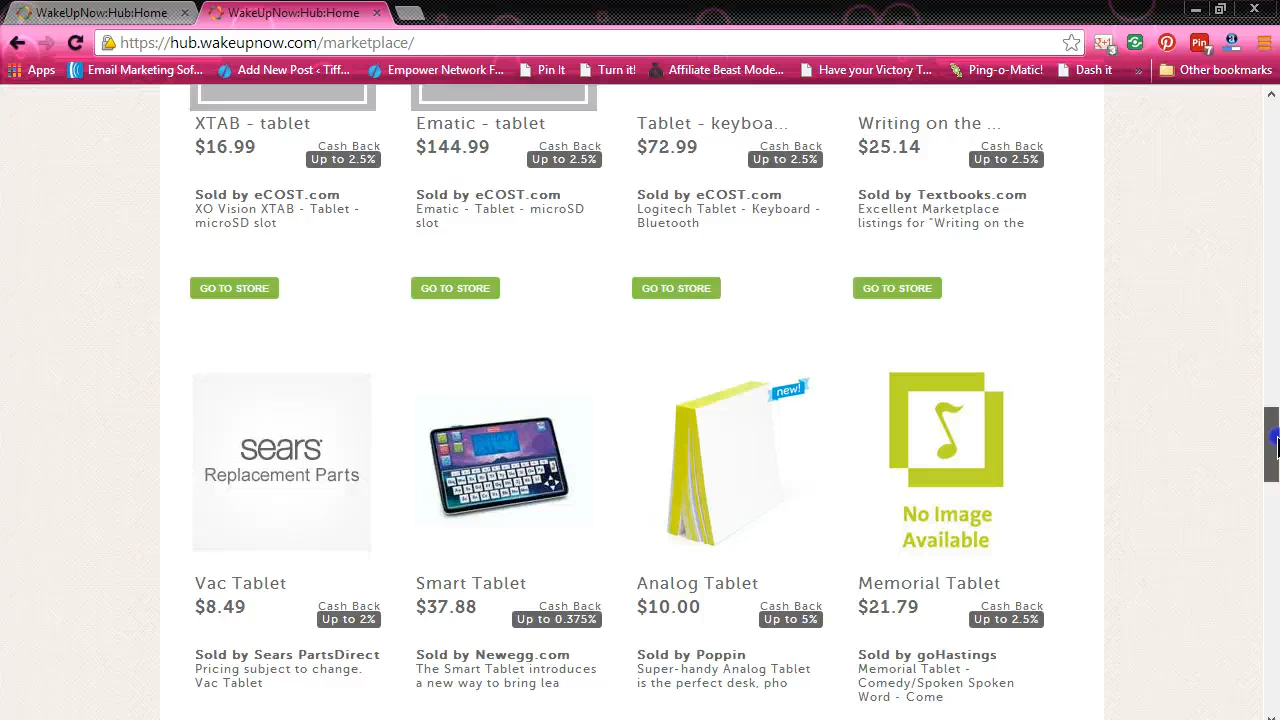 WakeUpNow:Hub:Home
WakeUpNow:Hub:Home
https://hub.wakeupnow.com/marketplace/
Apps
Email Marketing Sof...
Add New Post ‹ Tiff...
Empower Network F...
Pin It
Turn it!
Affiliate Beast Mode...
Have your Victory T...
Ping-o-Matic!
Dash it
»
Other bookmarks
XTAB - tablet
$16.99
Cash Back
Up to 2.5%
Sold by eCOST.com
XO Vision XTAB - Tablet -
microSD slot
GO TO STORE
Ematic - tablet
$144.99
Cash Back
Up to 2.5%
Sold by eCOST.com
Ematic - Tablet - microSD
slot
GO TO STORE
Tablet - keyboa...
$72.99
Cash Back
Up to 2.5%
Sold by eCOST.com
Logitech Tablet - Keyboard -
Bluetooth
GO TO STORE
Writing on the ...
$25.14
Cash Back
Up to 2.5%
Sold by Textbooks.com
Excellent Marketplace
listings for "Writing on the
GO TO STORE
sears
Replacement Parts
Vac Tablet
$8.49
Cash Back
Up to 2%
Sold by Sears PartsDirect
Pricing subject to change.
Vac Tablet
Smart Tablet
$37.88
Cash Back
Up to 0.375%
Sold by Newegg.com
The Smart Tablet introduces
a new way to bring lea
new!
Analog Tablet
$10.00
Cash Back
Up to 5%
Sold by Poppin
Super-handy Analog Tablet
is the perfect desk, pho
No Image
Available
Memorial Tablet
$21.79
Cash Back
Up to 2.5%
Sold by goHastings
Memorial Tablet -
Comedy/Spoken Spoken
Word - Come